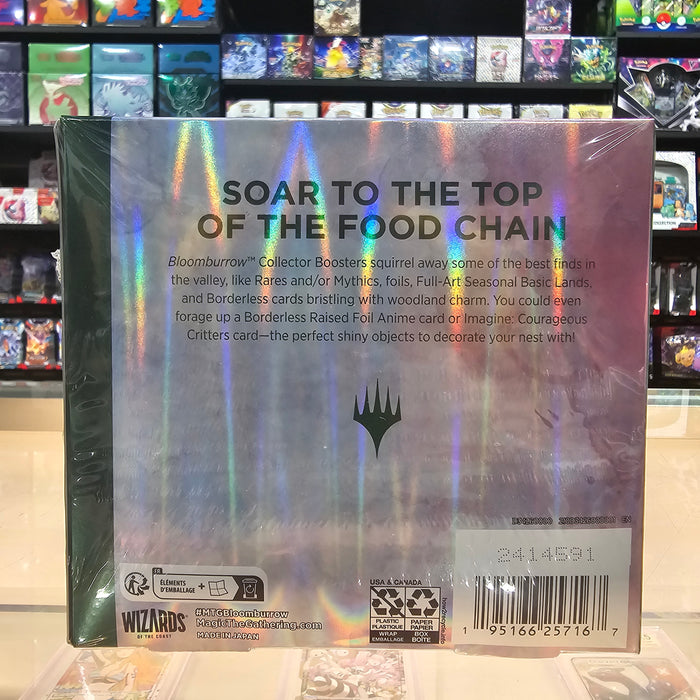 SOAR TO THE TOP
OF THE FOOD CHAIN
Bloomburrow™ Collector Boosters squirrel away some of the best finds in
the valley, like Rares and/or Mythics, foils, Full-Art Seasonal Basic Lands,
and Borderless cards bristling with woodland charm. You could even
forage up a Borderless Raised Foil Anime card or Imagine: Courageous
Critters card—the perfect shiny objects to decorate your nest with!
EN
2414591
FR
ÉLÉMENTS
D'EMBALLAGE
+
WIZARDS
OF THE COAST
#MTGBloomburrow
MagicTheGathering.com
MADE IN JAPAN
USA & CANADA
PLASTIC PAPER
PLASTIQUE PAPIER
WRAP BOX
EMBALLAGE BOÎTE
1 95166 25716 7